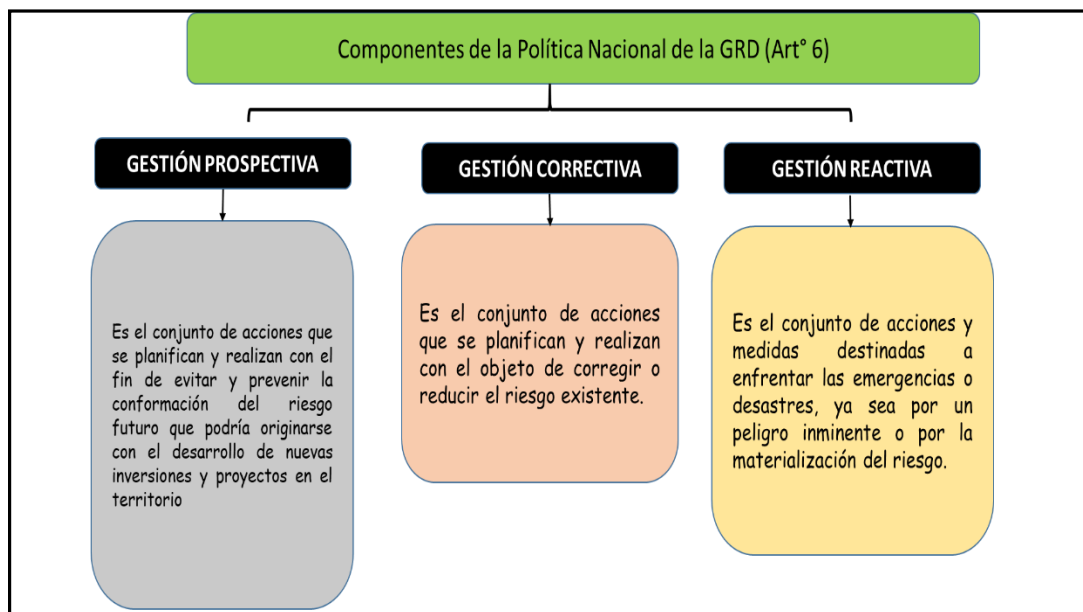 Componentes de la Política Nacional de la GRD (Art° 6)
GESTIÓN PROSPECTIVA
Es el conjunto de acciones que
se planifican y realizan con el
fin de evitar y prevenir la
conformación del riesgo
futuro que podría originarse
con el desarrollo de nuevas
inversiones y proyectos en el
territorio
GESTIÓN CORRECTIVA
Es el conjunto de acciones
que se planifican y realizan
con el objeto de corregir o
reducir el riesgo existente.
GESTIÓN REACTIVA
Es el conjunto de acciones y
medidas destinadas a
enfrentar las emergencias o
desastres, ya sea por un
peligro inminente o por la
materialización del riesgo.